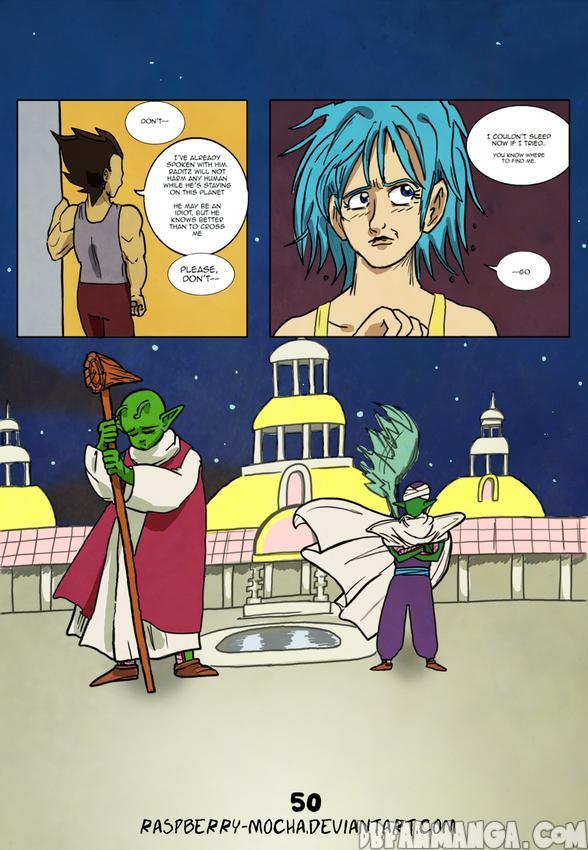 DON'T--
I'VE ALREADY
SPOKEN WITH HIM.
RADITZ WILL NOT
HARM ANY HUMAN
WHILE HE'S STAYING
ON THIS PLANET
HE MAY BE AN
IDIOT, BUT HE
KNOWS BETTER
THAN TO CROSS
ME
PLEASE,
DON'T--
I COULDN'T SLEEP
NOW IF I TRIED..
YOU KNOW WHERE
TO FIND ME.
--GO
50
RASPBERRY-MOCHA.DEVIANTART.COM
DBFANMANGA.COM